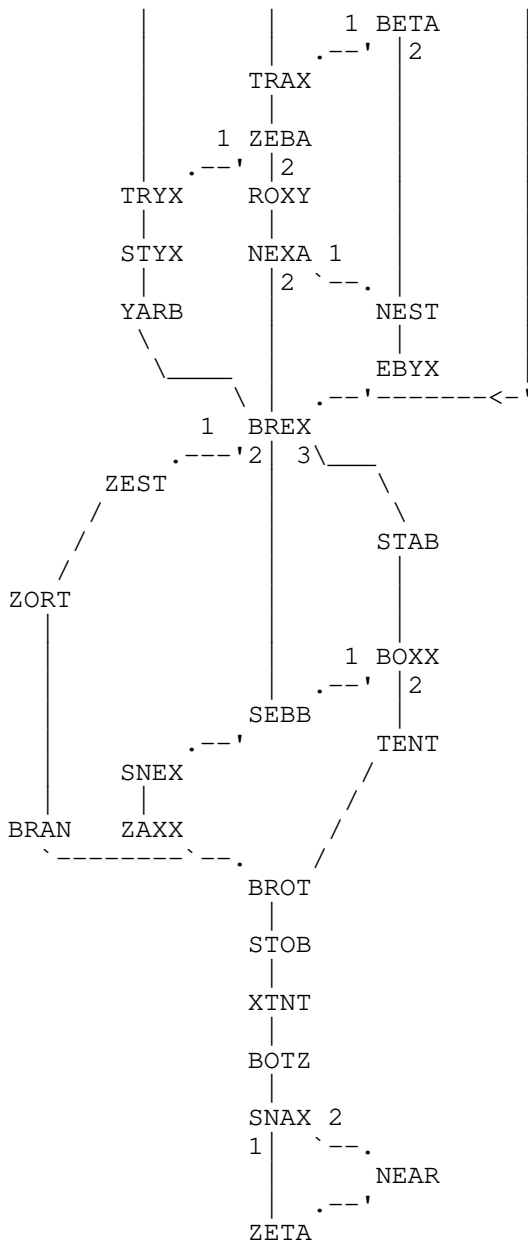 1 BETA
2
TRAX
1 ZEBA
2
TRYX ROXY
STYX NEXA 1
2
YARB NEST
EBYX
<
1 BREX
2 3
ZEST
STAB
ZORT
1 BOXX
2
SEBB
TENT
SNEX
BRAN ZAXX
BROT
STOB
XTNT
BOTZ
SNAX 2
1
NEAR
ZETA